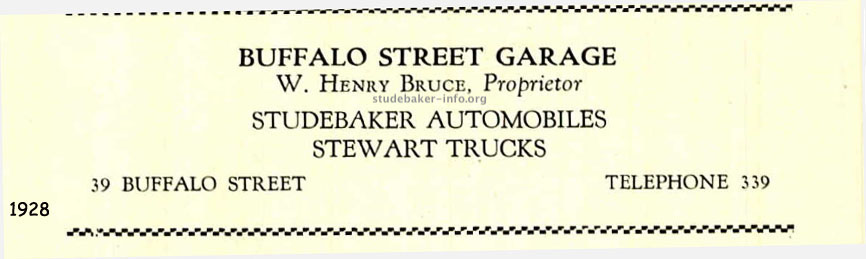 BUFFALO STREET GARAGE
W. HENRY BRUCE, Proprietor
studebaker-info.org
STUDEBAKER AUTOMOBILES
STEWART TRUCKS
39 BUFFALO STREET TELEPHONE 339
1928